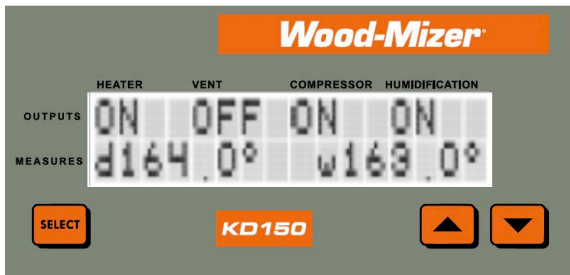 Wood-Mizer
HEATER VENT COMPRESSOR HUMIDIFICATION
OUTPUTS ON OFF ON ON
MEASURES d164.0° w163.0°
SELECT KD150